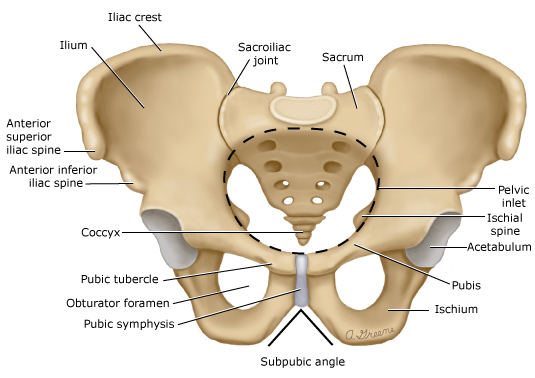 Iliac crest
Ilium
Sacroiliac
joint
Sacrum
Anterior
superior
iliac spine
Anterior inferior
iliac spine
Pelvic
inlet
Ischial
spine
Coccyx
Acetabulum
Pubic tubercle
Pubis
Obturator foramen
Ischium
Pubic symphysis
Subpubic angle
A. Greene